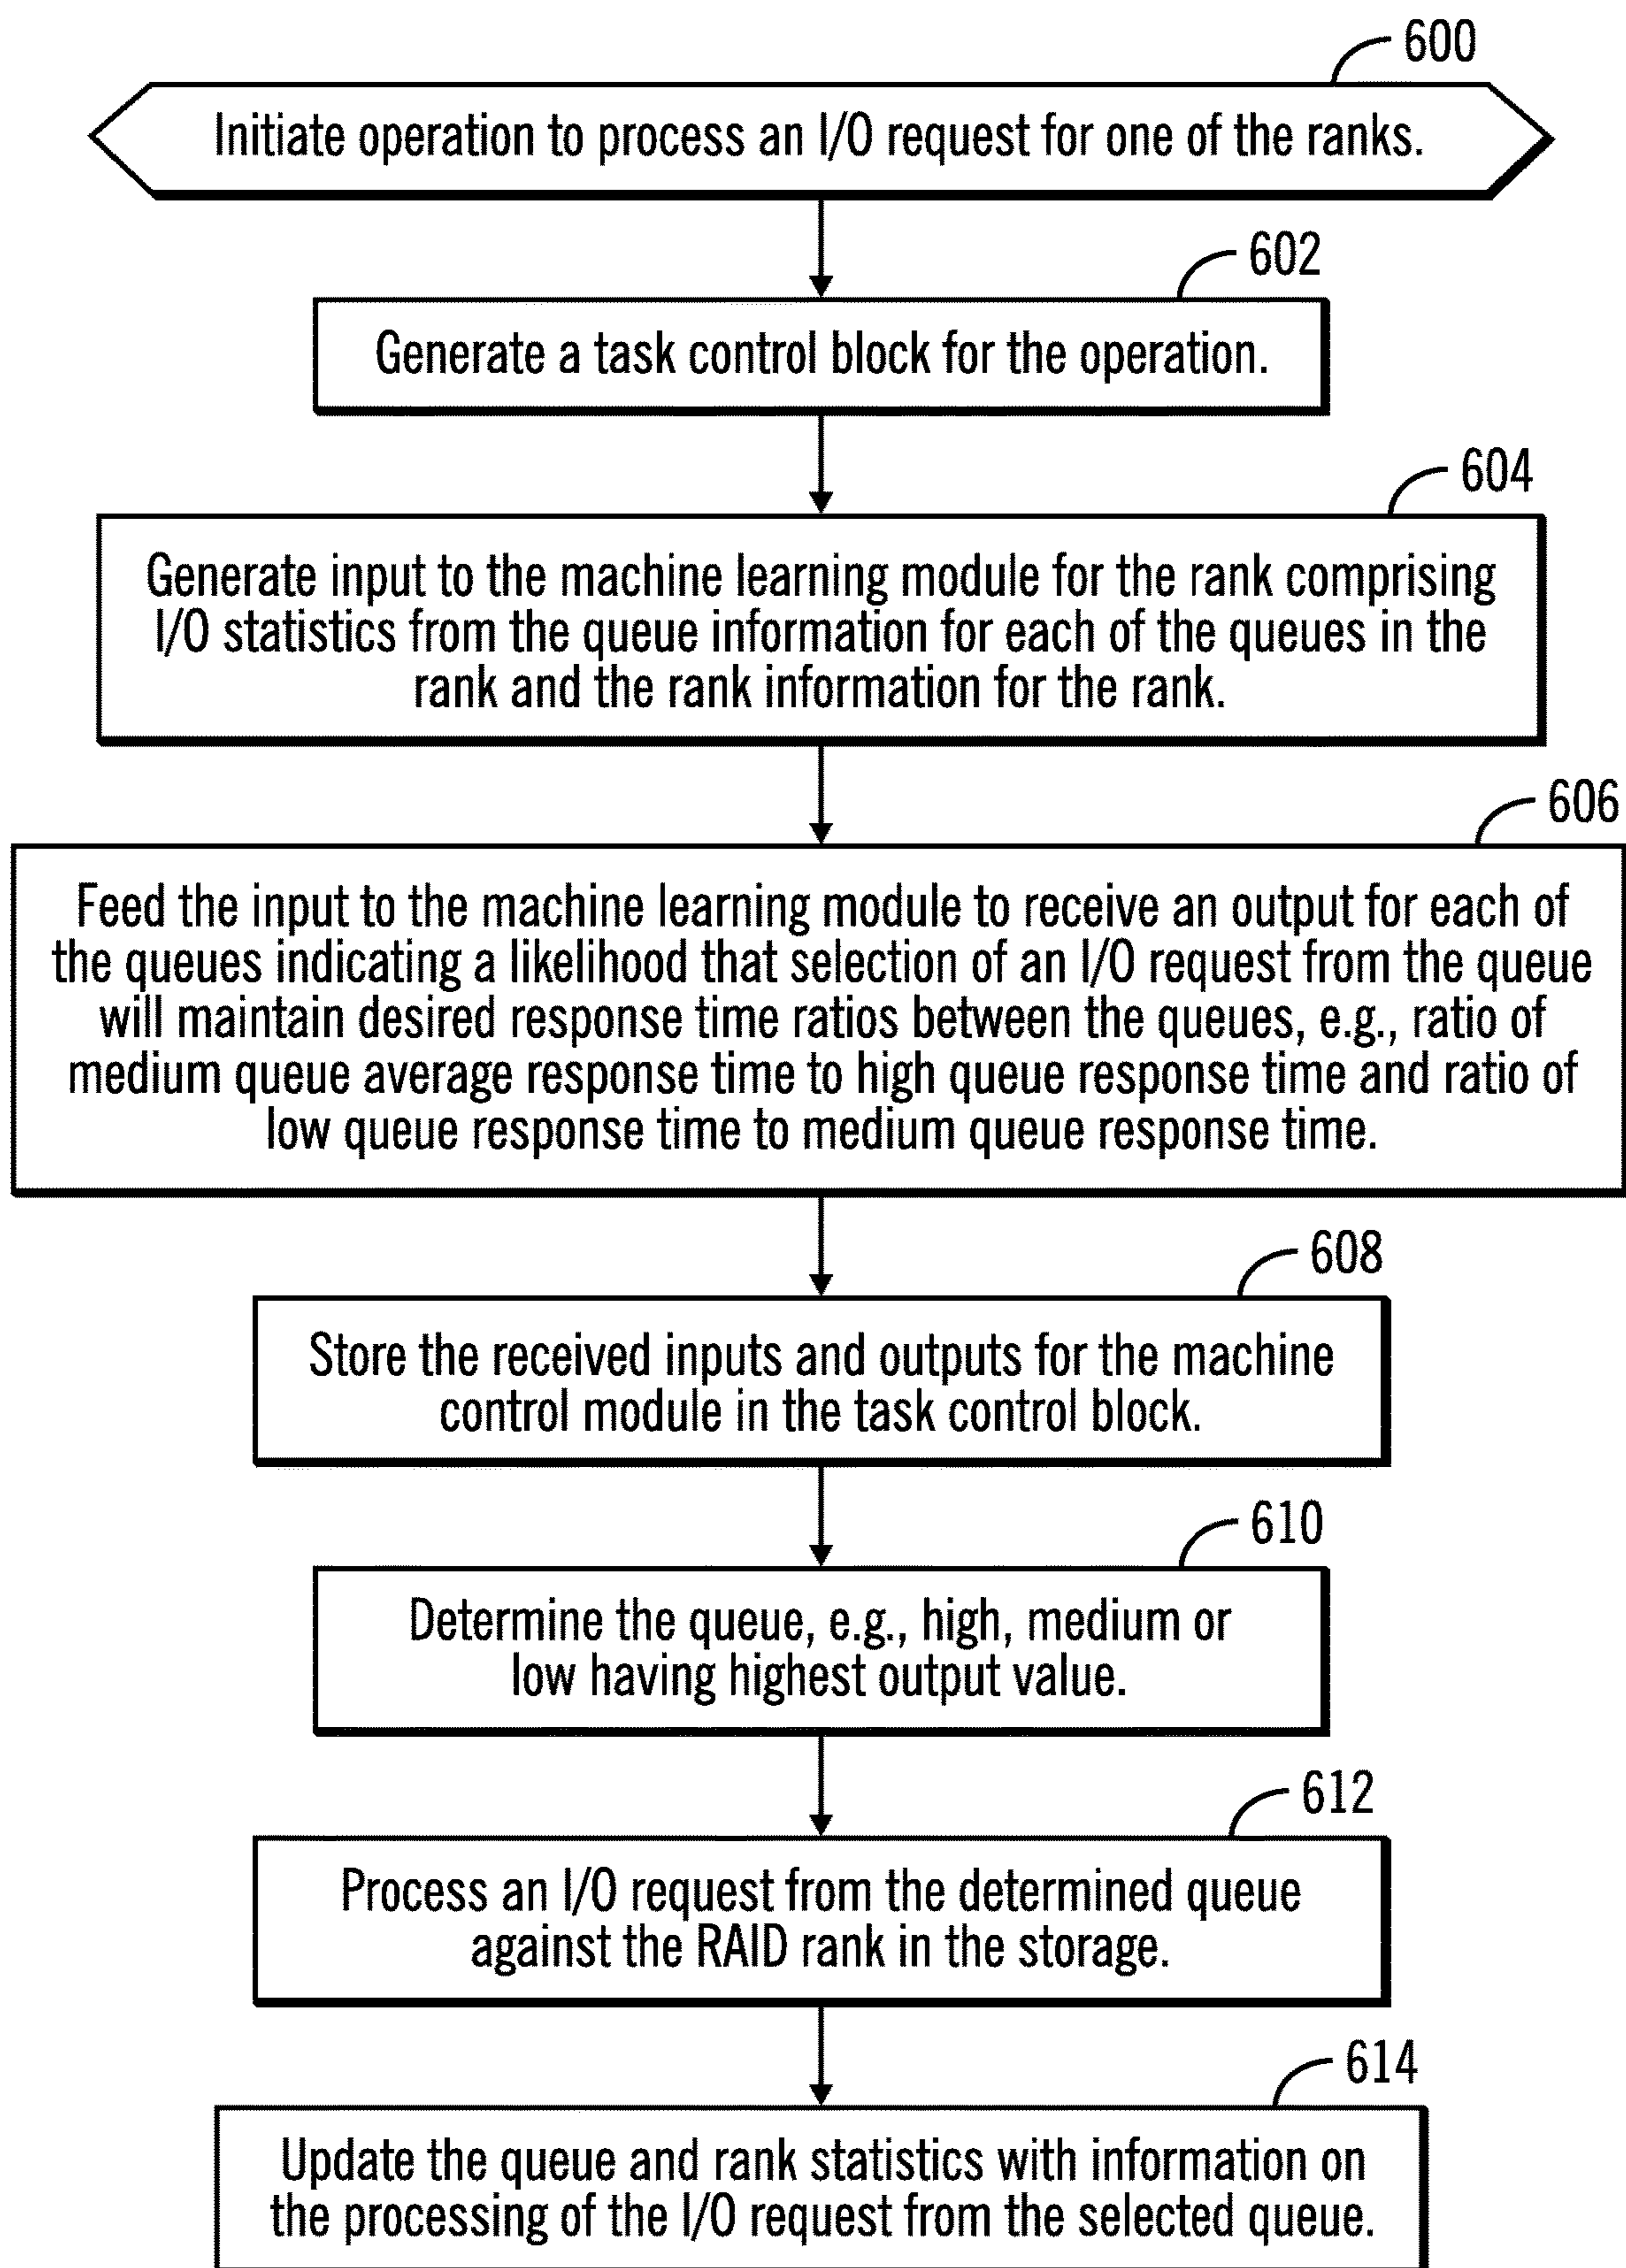 600
Initiate operation to process an I/O request for one of the ranks.
602
Generate a task control block for the operation.
604
Generate input to the machine learning module for the rank comprising
I/O statistics from the queue information for each of the queues in the
rank and the rank information for the rank.
606
Feed the input to the machine learning module to receive an output for each of
the queues indicating a likelihood that selection of an I/O request from the queue
will maintain desired response time ratios between the queues, e.g., ratio of
medium queue average response time to high queue response time and ratio of
low queue response time to medium queue response time.
608
Store the received inputs and outputs for the machine
control module in the task control block.
610
Determine the queue, e.g., high, medium or
low having highest output value.
612
Process an I/O request from the determined queue
against the RAID rank in the storage.
614
Update the queue and rank statistics with information on
the processing of the I/O request from the selected queue.